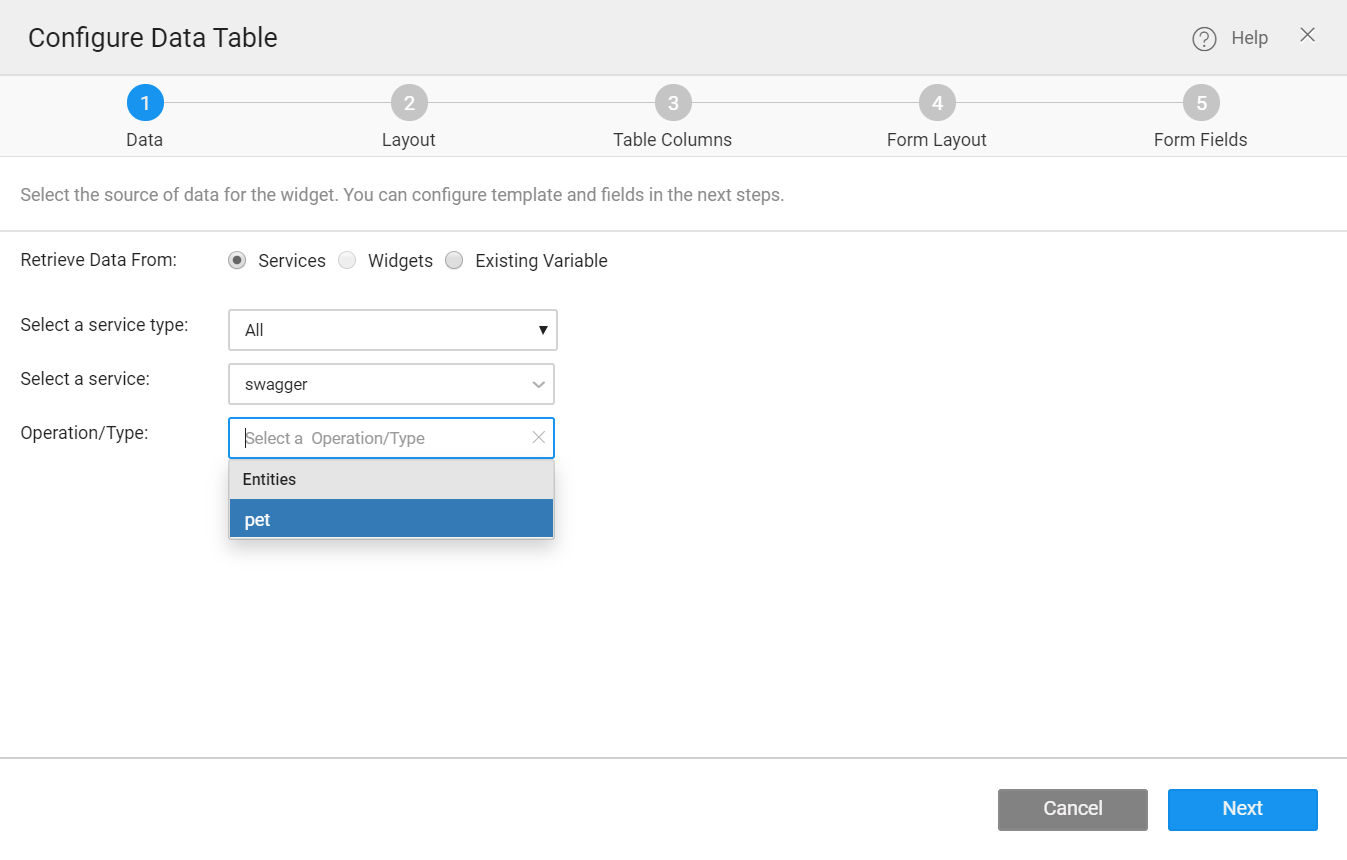 Configure Data Table
? Help
1 2 3 4 5
Data Layout Table Columns Form Layout Form Fields
Select the source of data for the widget. You can configure template and fields in the next steps.
Retrieve Data From: Services Widgets Existing Variable
Select a service type: All
Select a service: swagger
Operation/Type: Select a Operation/Type
Entities
pet
Cancel Next